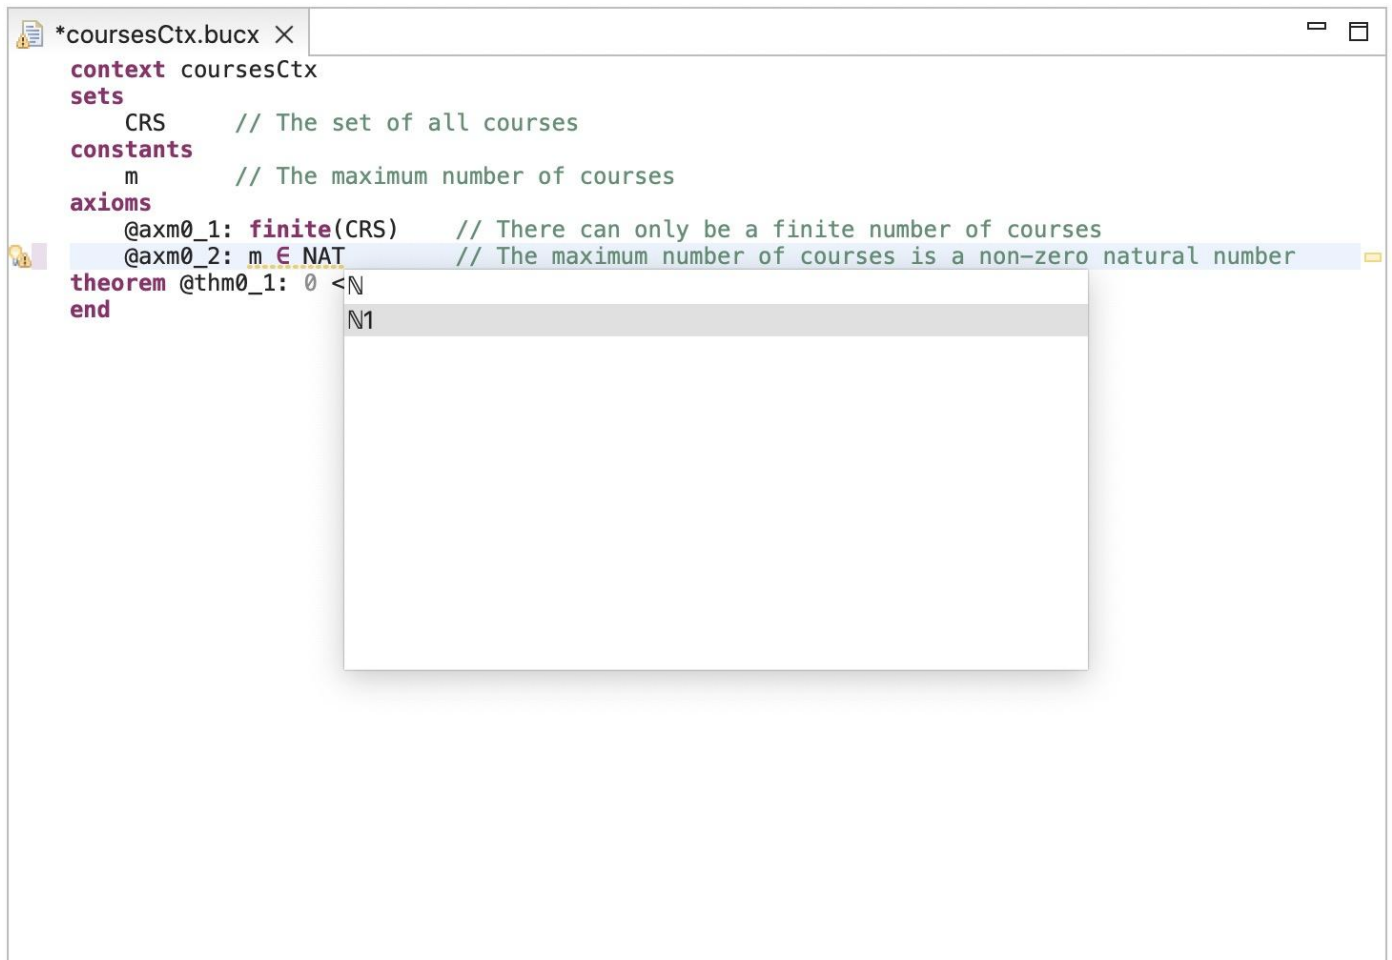 *coursesCtx.bucx
context coursesCtx
sets
CRS // The set of all courses
constants
m // The maximum number of courses
axioms
@axm0_1: finite(CRS) // There can only be a finite number of courses
@axm0_2: m ∈ NAT // The maximum number of courses is a non-zero natural number
theorem @thm0_1: 0 <
end
ℕ
ℕ1